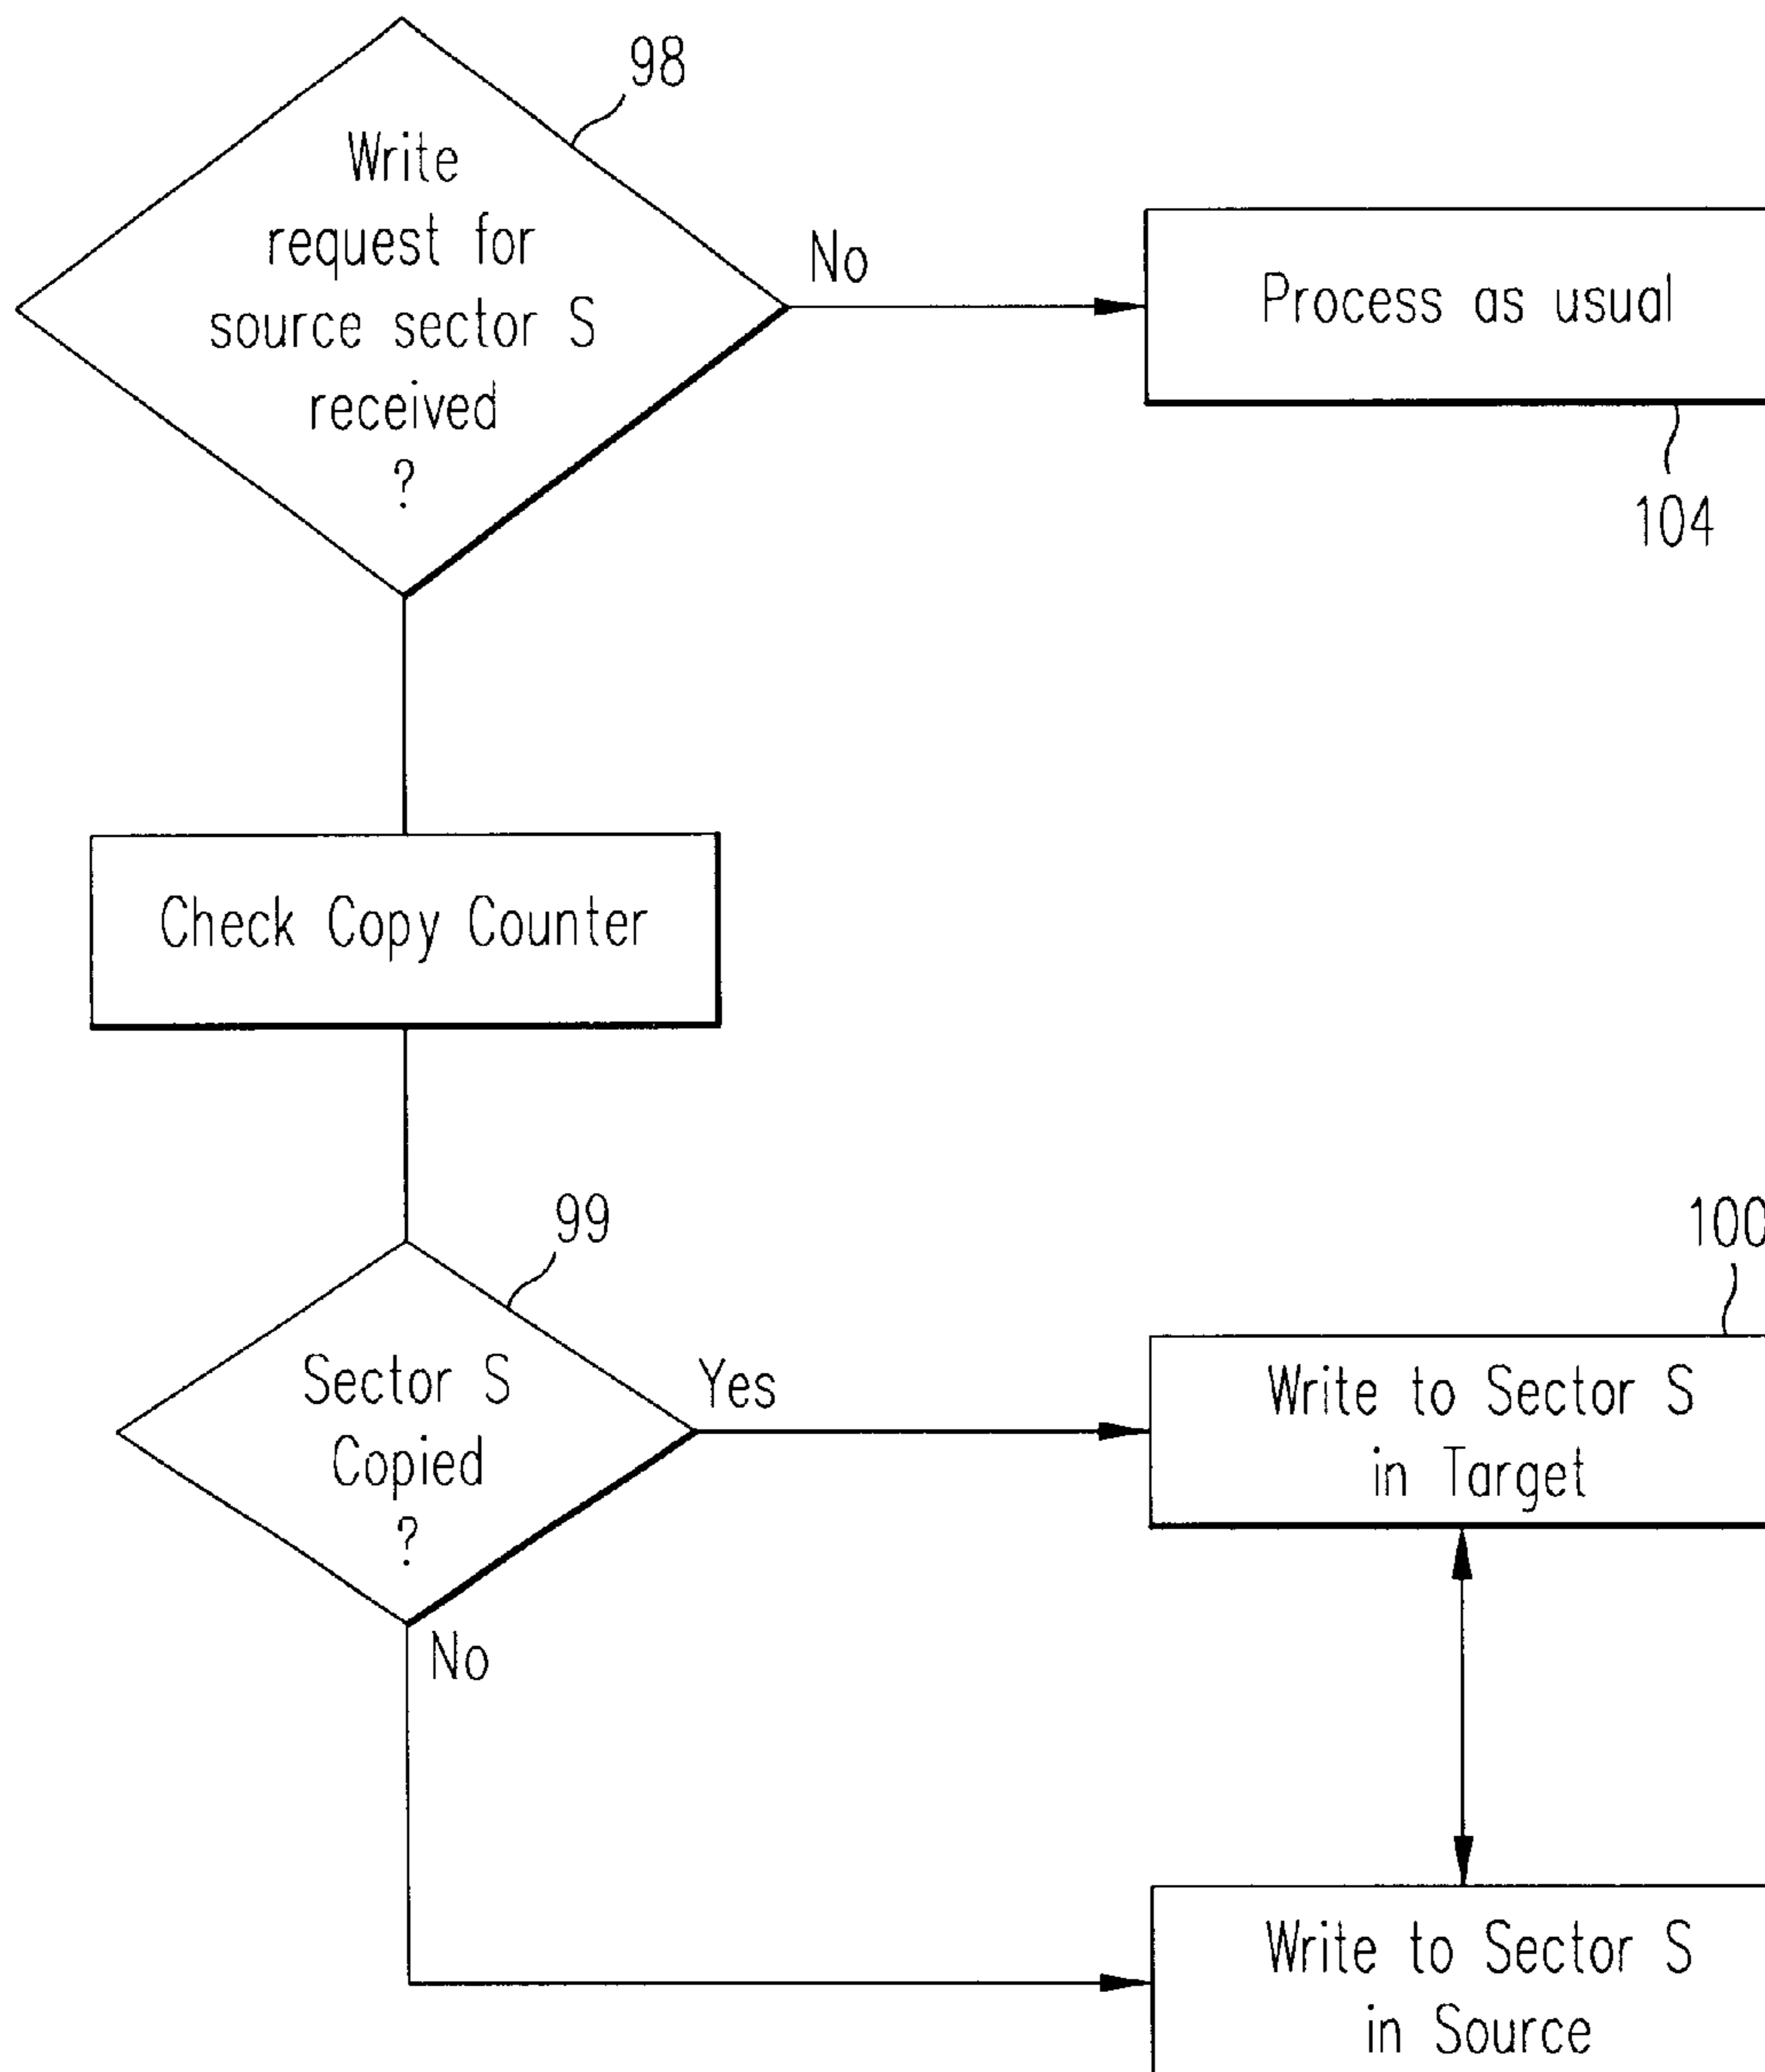 98
Write
request for
source sector S
received
?
No
Process as usual
104
Check Copy Counter
99
Sector S
Copied
?
Yes
No
100
Write to Sector S
in Target
Write to Sector S
in Source